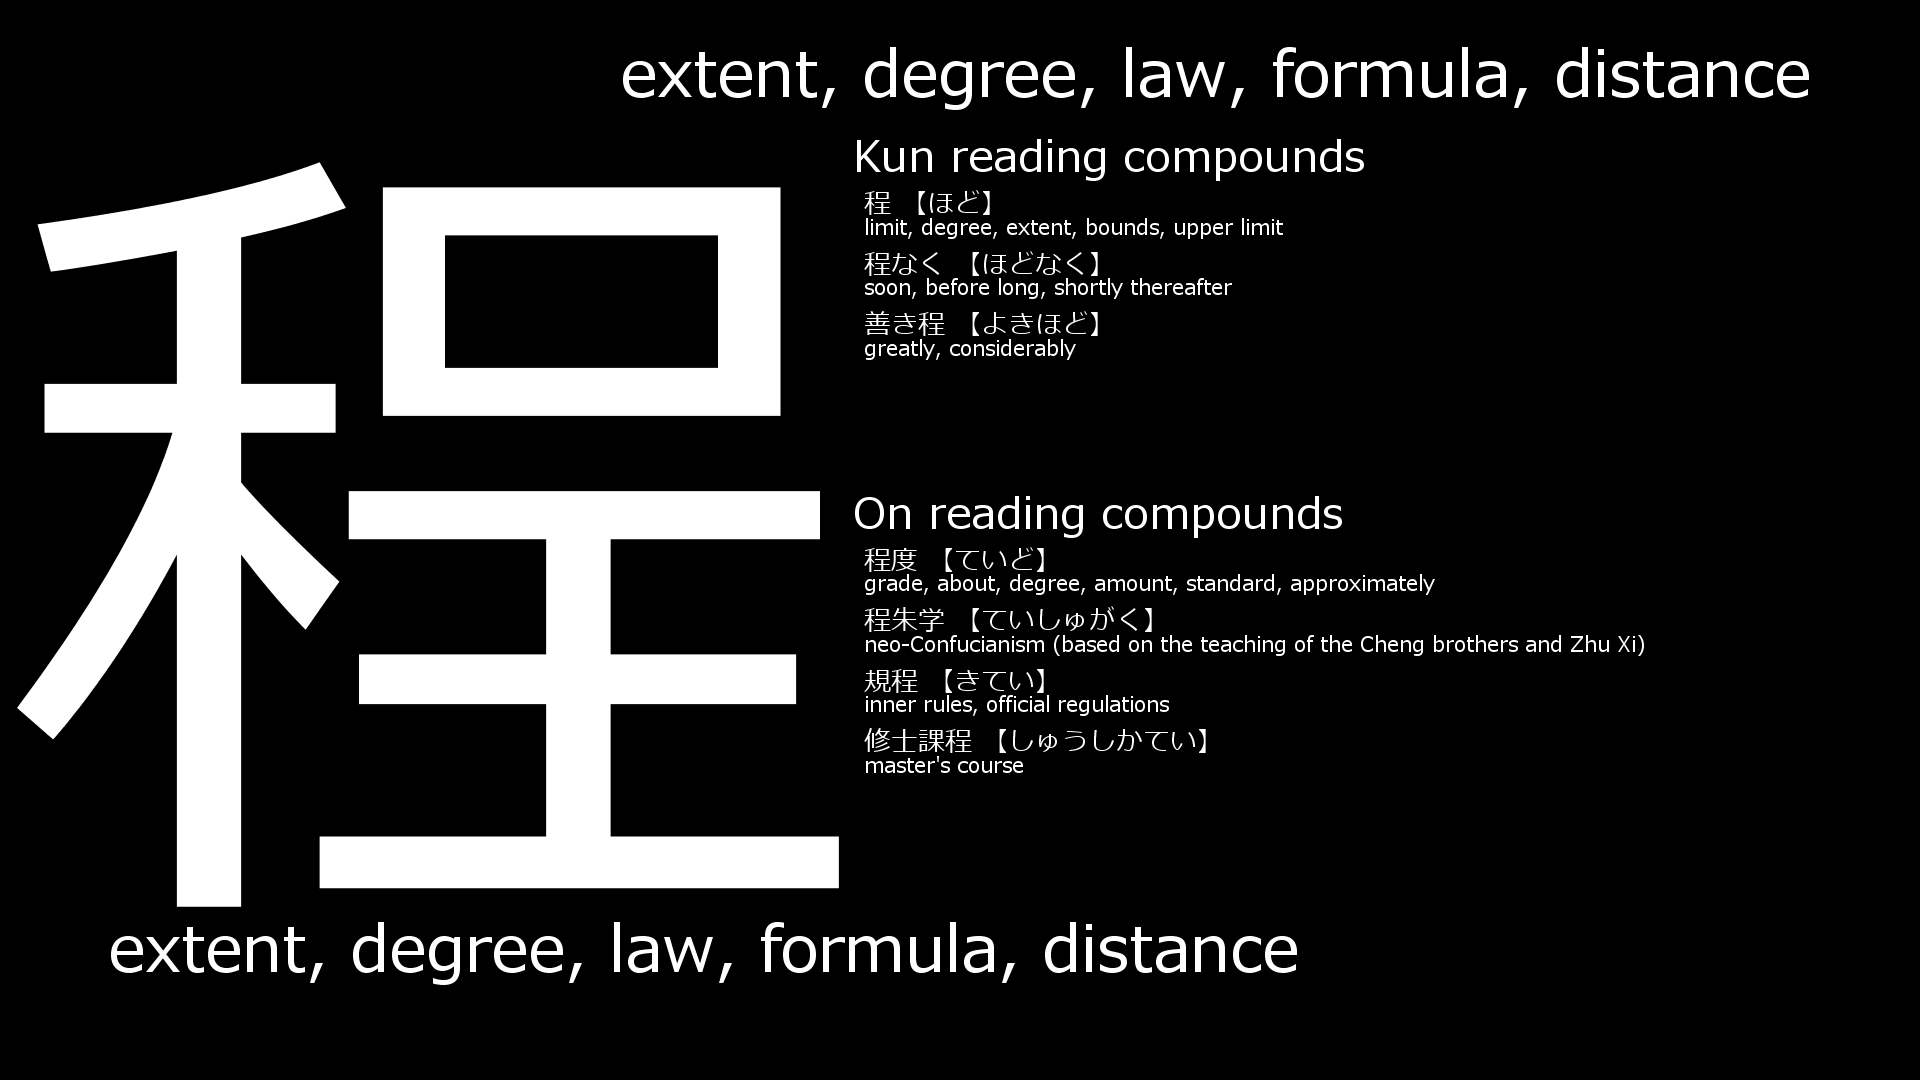 extent, degree, law, formula, distance
程
Kun reading compounds
程 【ほど】
limit, degree, extent, bounds, upper limit
程なく 【ほどなく】
soon, before long, shortly thereafter
善き程 【よきほど】
greatly, considerably
On reading compounds
程度 【ていど】
grade, about, degree, amount, standard, approximately
程朱学 【ていしゅがく】
neo-Confucianism (based on the teaching of the Cheng brothers and Zhu Xi)
規程 【きてい】
inner rules, official regulations
修士課程 【しゅうしかてい】
master's course
extent, degree, law, formula, distance